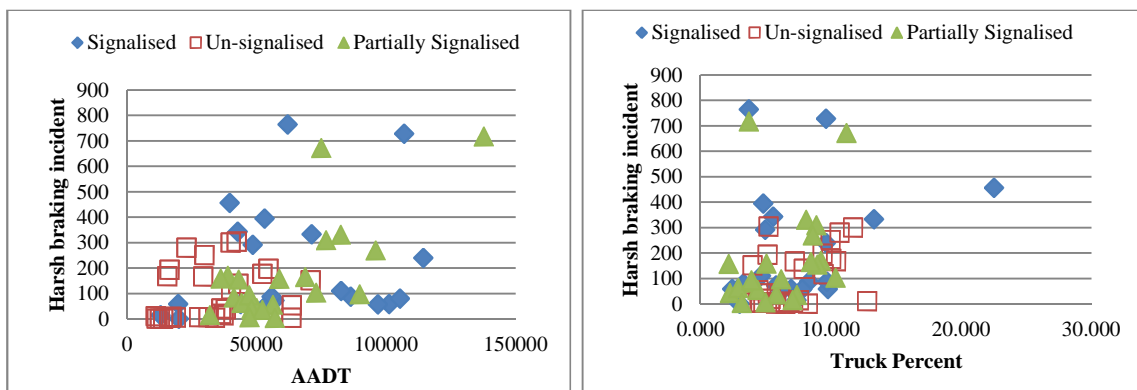 Signalised Un-signalised Partially Signalised
900
800
700
600
500
400
300
200
100
0
Harsh braking incident
0 50000 100000 150000
AADT
Signalised Un-signalised Partially Signalised
900
800
700
600
500
400
300
200
100
0
Harsh braking incident
0.000 10.000 20.000 30.000
Truck Percent